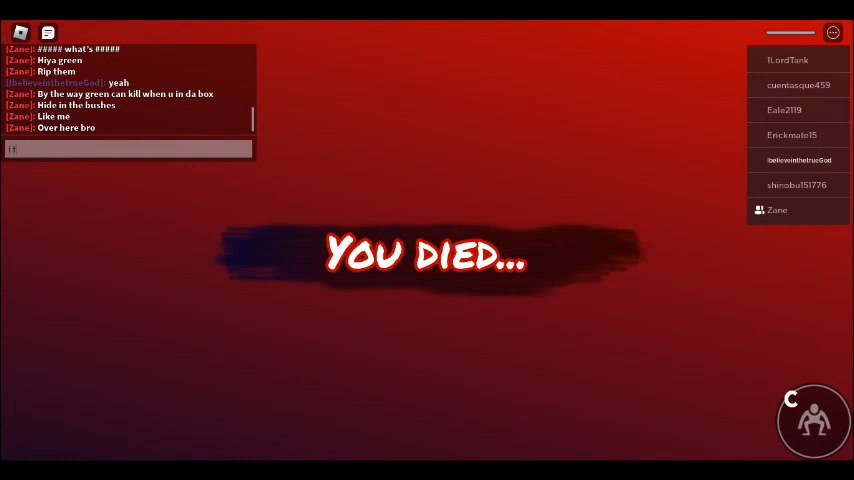 [Zane]: ##### what's #####
[Zane]: Hiya green
[Zane]: Rip them
[IbelieveinthetrueGod]: yeah
[Zane]: By the way green can kill when u in da box
[Zane]: Hide in the bushes
[Zane]: Like me
[Zane]: Over here bro
if
1LordTank
cuentasque459
Eale2119
Erickmate15
IbelieveinthetrueGod
shinobu151776
Zane
You died...
C